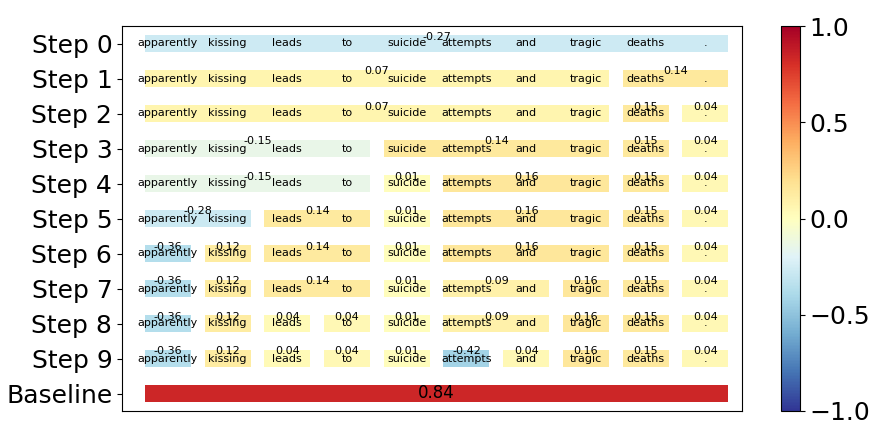 -0.27
Step 0 apparently kissing leads to suicide attempts and tragic deaths .
0.07 0.14
Step 1 apparently kissing leads to suicide attempts and tragic deaths .
0.07 0.15 0.04
Step 2 apparently kissing leads to suicide attempts and tragic deaths .
-0.15 0.14 0.15 0.04
Step 3 apparently kissing leads to suicide attempts and tragic deaths .
-0.15 0.01 0.16 0.15 0.04
Step 4 apparently kissing leads to suicide attempts and tragic deaths .
-0.28 0.14 0.01 0.16 0.15 0.04
Step 5 apparently kissing leads to suicide attempts and tragic deaths .
-0.36 0.12 0.14 0.01 0.16 0.15 0.04
Step 6 apparently kissing leads to suicide attempts and tragic deaths .
-0.36 0.12 0.14 0.01 0.09 0.16 0.15 0.04
Step 7 apparently kissing leads to suicide attempts and tragic deaths .
-0.36 0.12 0.04 0.04 0.01 0.09 0.16 0.15 0.04
Step 8 apparently kissing leads to suicide attempts and tragic deaths .
-0.36 0.12 0.04 0.04 0.01 -0.42 0.04 0.16 0.15 0.04
Step 9 apparently kissing leads to suicide attempts and tragic deaths .
Baseline 0.84
1.0
0.5
0.0
−0.5
−1.0